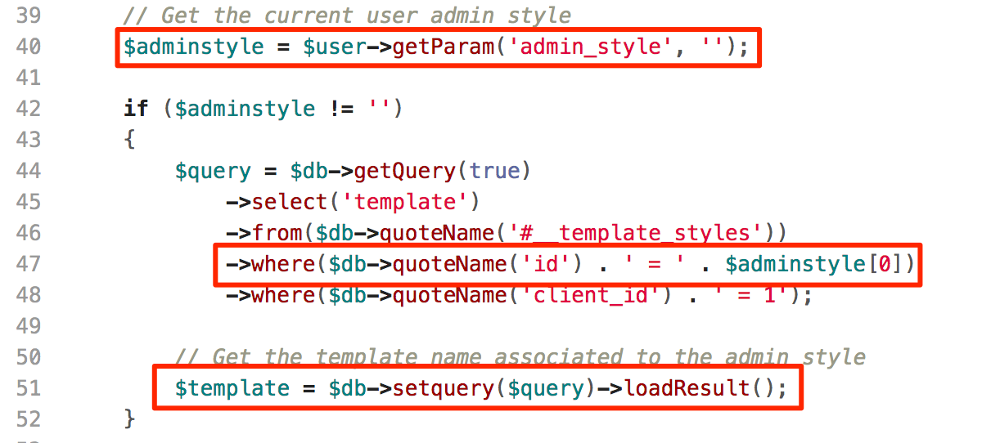 39 // Get the current user admin style
40 $adminstyle = $user->getParam('admin_style', '');
41
42 if ($adminstyle != '')
43 {
44 $query = $db->getQuery(true)
45 ->select('template')
46 ->from($db->quoteName('#__template_styles'))
47 ->where($db->quoteName('id') . ' = ' . $adminstyle[0])
48 ->where($db->quoteName('client_id') . ' = 1');
49
50 // Get the template name associated to the admin style
51 $template = $db->setquery($query)->loadResult();
52 }